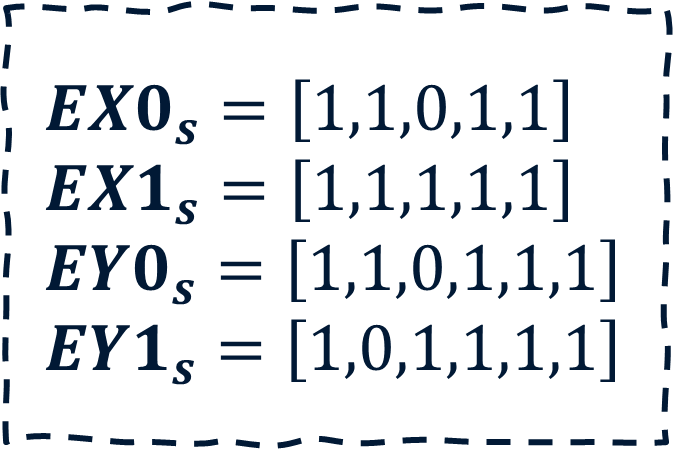 EX0ₛ = [1,1,0,1,1]
EX1ₛ = [1,1,1,1,1]
EY0ₛ = [1,1,0,1,1,1]
EY1ₛ = [1,0,1,1,1,1]